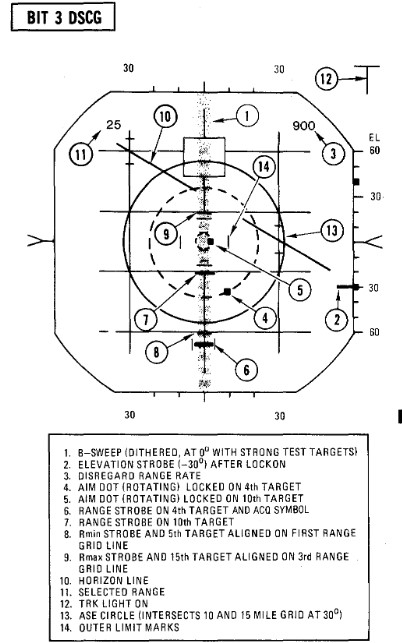 BIT 3 DSCG
30 30
12
10 1
25 900
11 3
EL
60
14
30
9 13
5
30
7 4 2
60
8 6
30 30
1. B-SWEEP (DITHERED, AT 0⁰ WITH STRONG TEST TARGETS)
2. ELEVATION STROBE (-30⁰) AFTER LOCKON
3. DISREGARD RANGE RATE
4. AIM DOT (ROTATING) LOCKED ON 4th TARGET
5. AIM DOT (ROTATING) LOCKED ON 10th TARGET
6. RANGE STROBE ON 4th TARGET AND ACQ SYMBOL
7. RANGE STROBE ON 10th TARGET
8 Rmin STROBE AND 5th TARGET ALIGNED ON FIRST RANGE
GRID LINE
9. Rmax STROBE AND 15th TARGET ALIGNED ON 3rd RANGE
GRID LINE
10. HORIZON LINE
11. SELECTED RANGE
12. TRK LIGHT ON
13. ASE CIRCLE (INTERSECTS 10 AND 15 MILE GRID AT 30⁰)
14. OUTER LIMIT MARKS